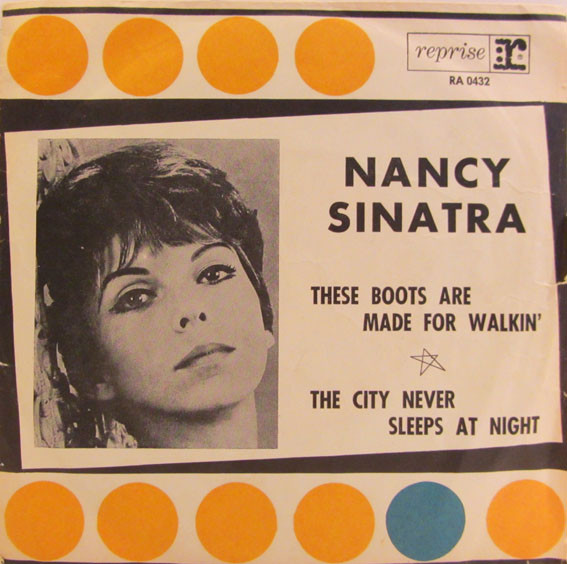 reprise r
RA 0432
NANCY
SINATRA
THESE BOOTS ARE
MADE FOR WALKIN'
THE CITY NEVER
SLEEPS AT NIGHT